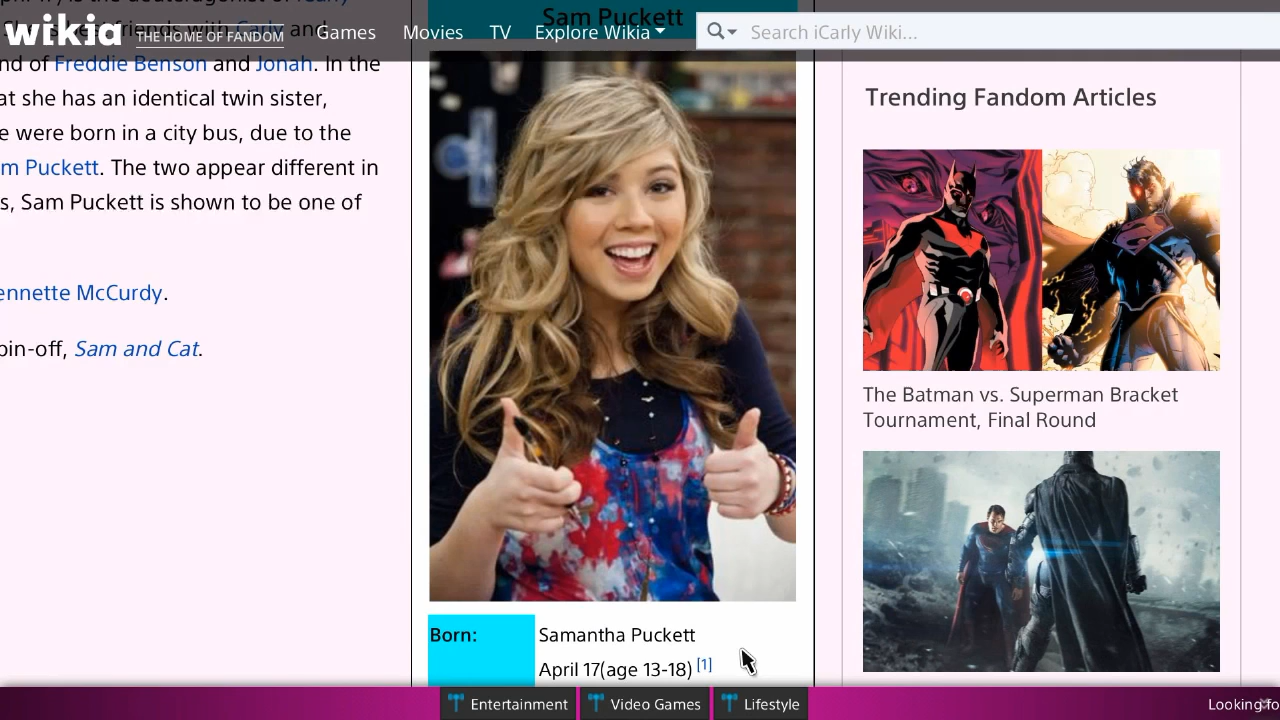 wikia
THE HOME OF FANDOM
Games
Movies
TV
Explore Wikia
Search iCarly Wiki...
Sam Puckett
friends with Carly and
nd of Freddie Benson and Jonah. In the
at she has an identical twin sister,
e were born in a city bus, due to the
m Puckett. The two appear different in
s, Sam Puckett is shown to be one of
ennette McCurdy.
pin-off, Sam and Cat.
Born:
Samantha Puckett
April 17(age 13-18) [1]
Trending Fandom Articles
The Batman vs. Superman Bracket
Tournament, Final Round
Entertainment
Video Games
Lifestyle
Looking